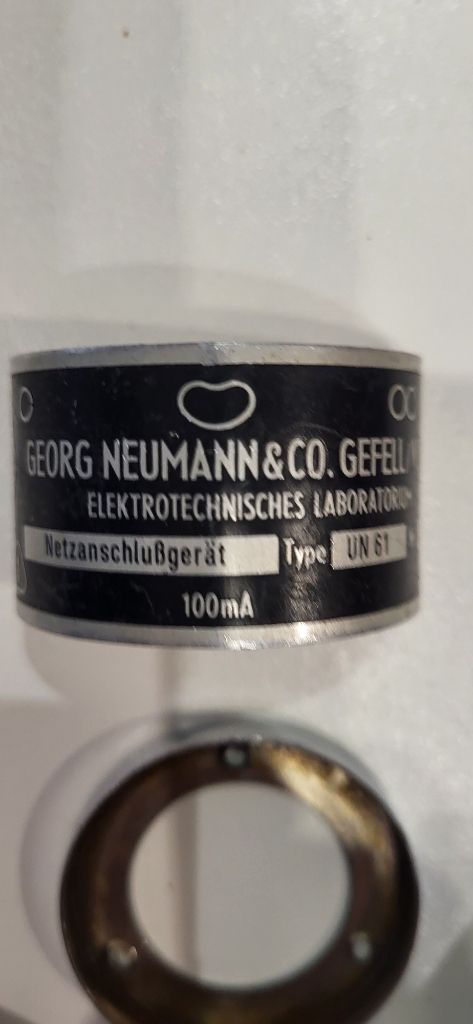 GEORG NEUMANN & CO. GEFELL/
ELEKTROTECHNISCHES LABORATORIUM
Netzanschlußgerät Type UN 61
100mA